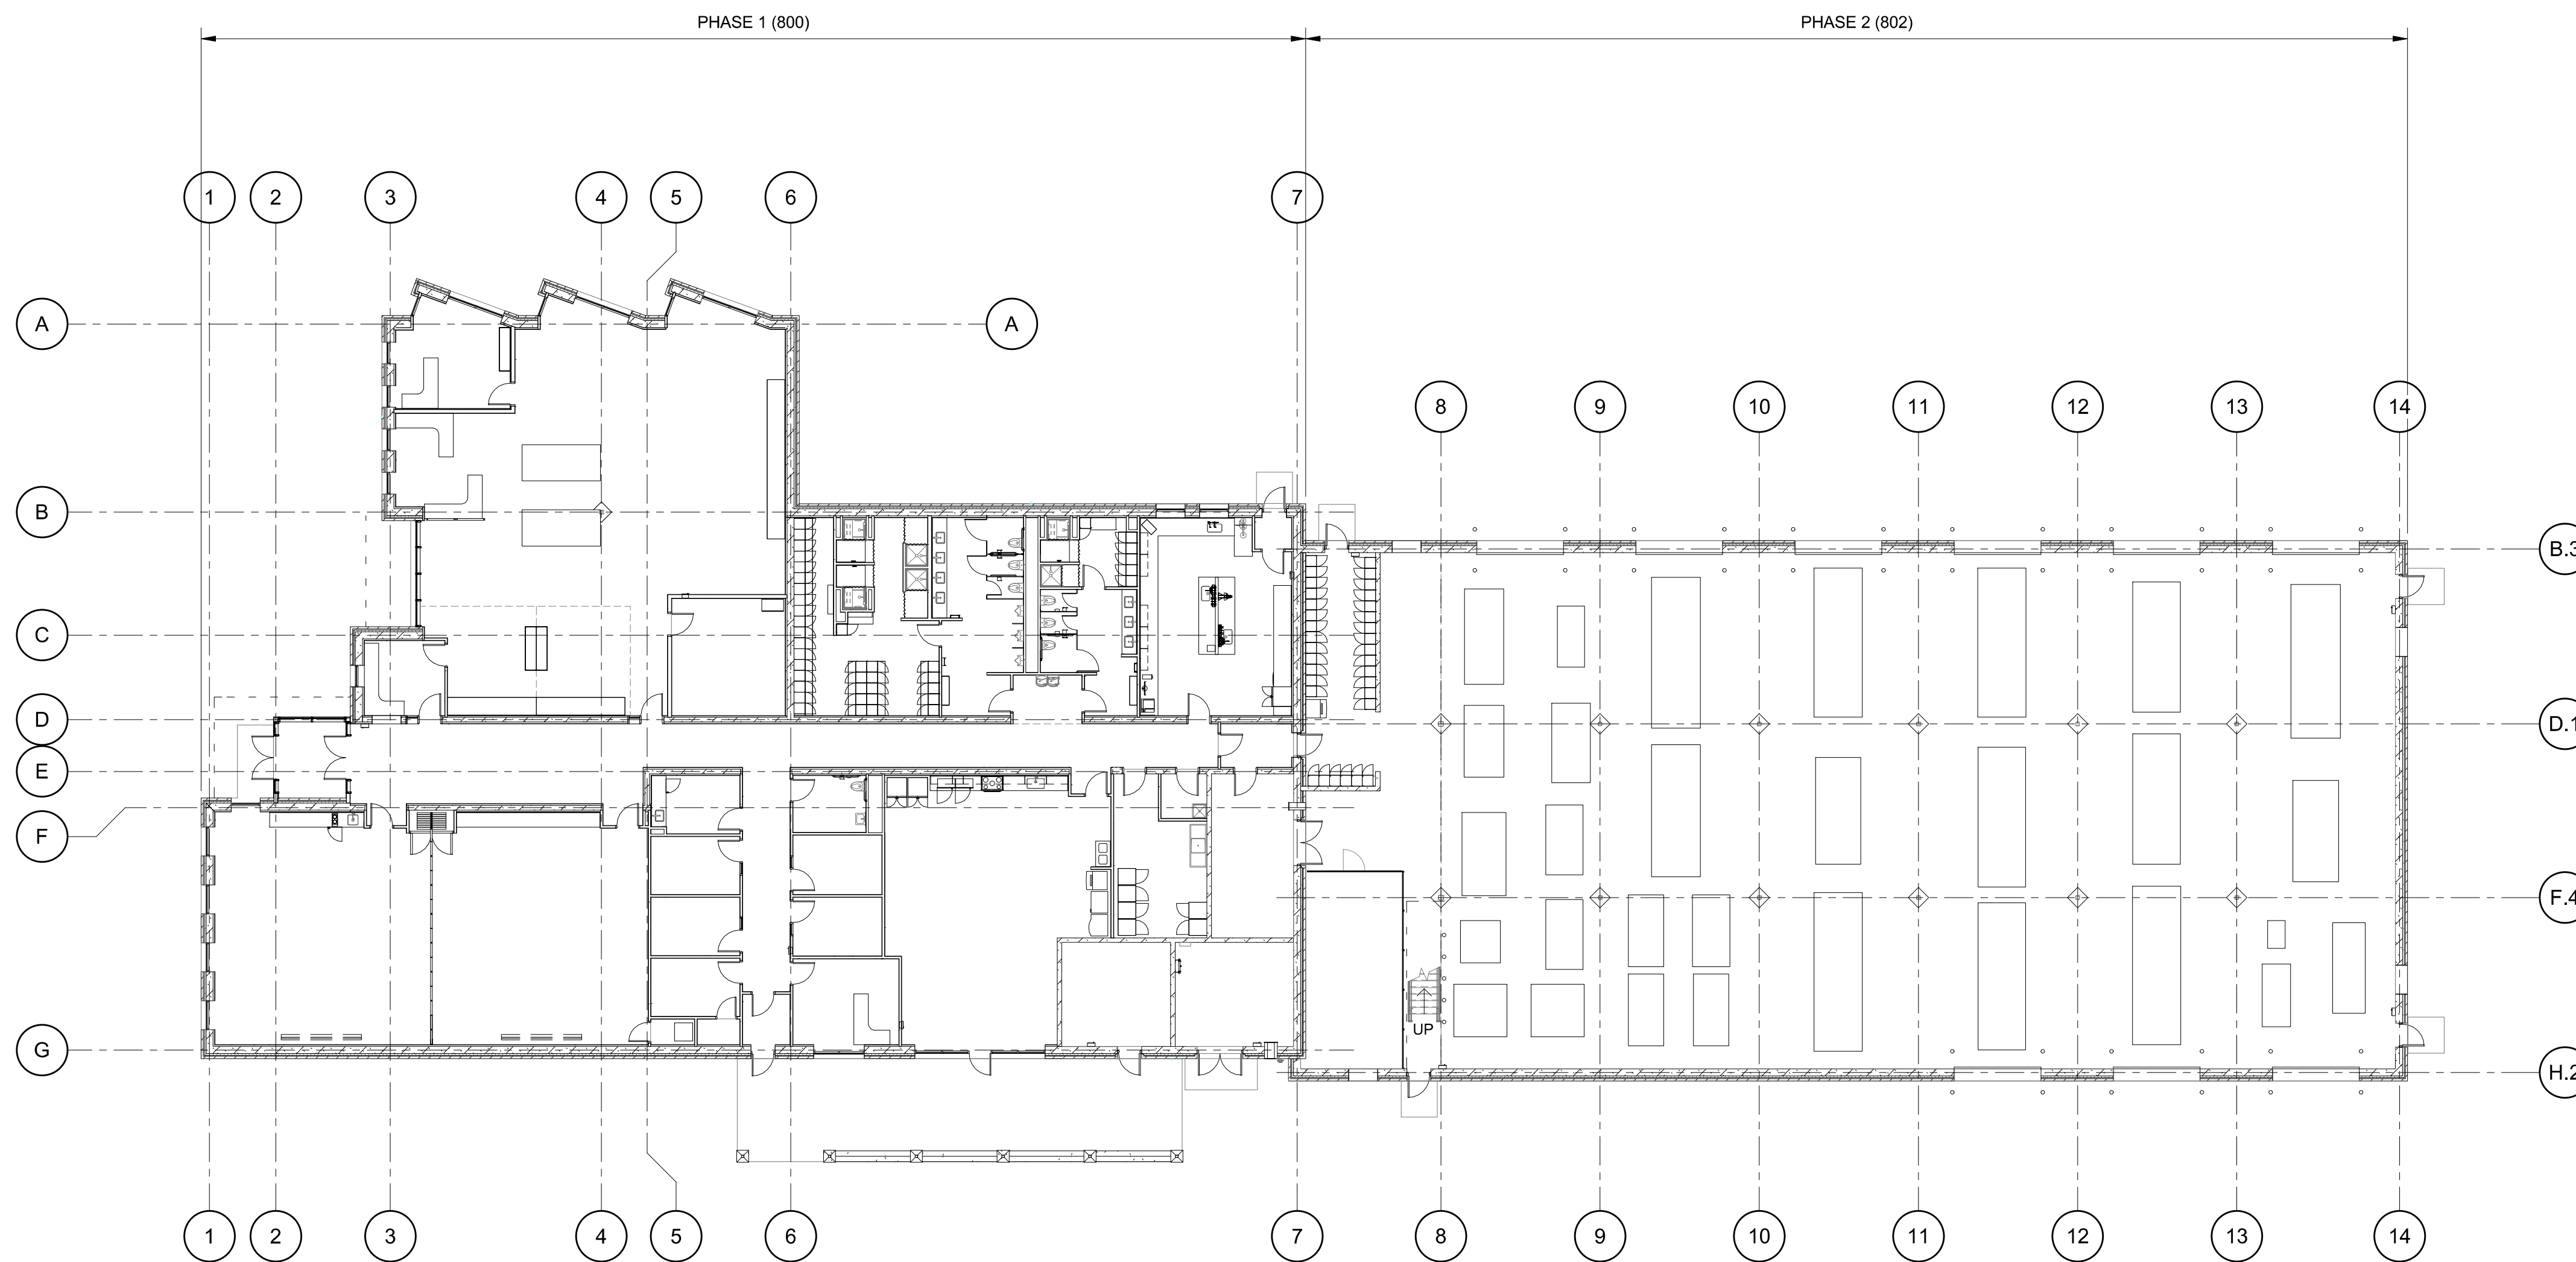 PHASE 1 (800) PHASE 2 (802)
1 2 3 4 5 6 7
A A
8 9 10 11 12 13 14
B
B.3
C
D D.1
E
F
F.4
UP
G
H.2
1 2 3 4 5 6 7 8 9 10 11 12 13 14